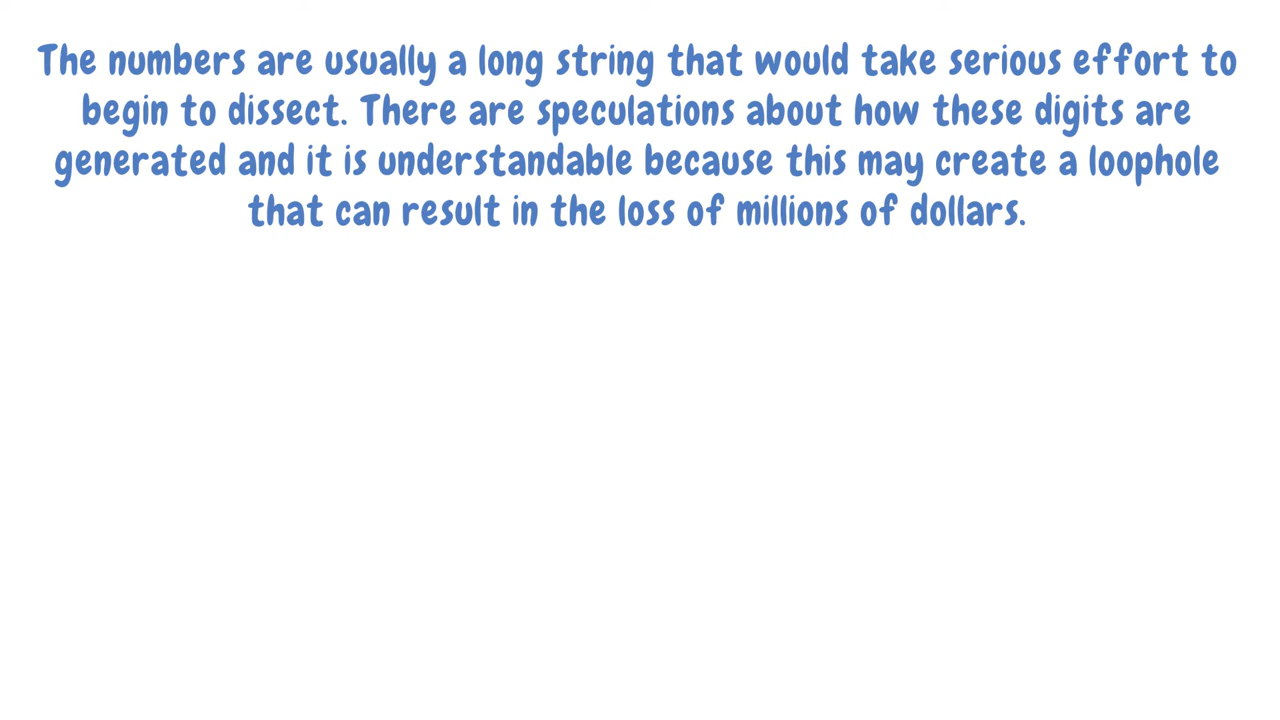 The numbers are usually a long string that would take serious effort to
begin to dissect. There are speculations about how these digits are
generated and it is understandable because this may create a loophole
that can result in the loss of millions of dollars.